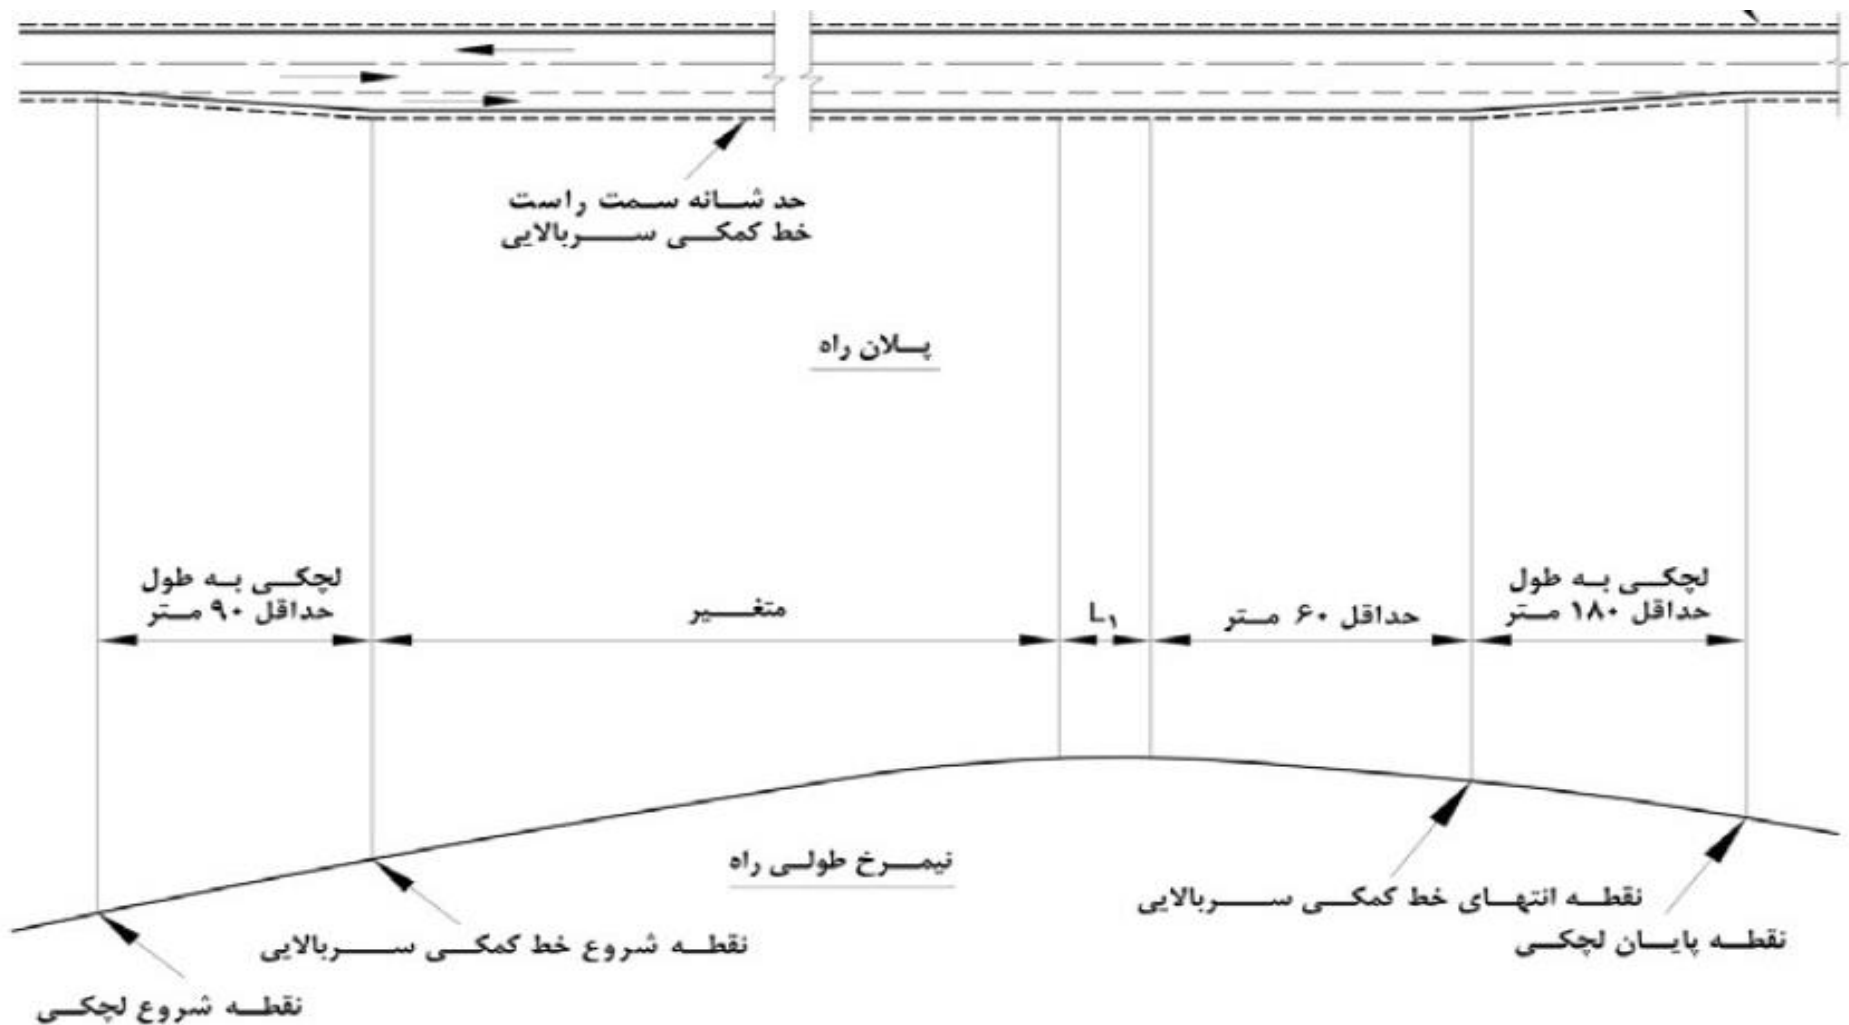 حد شانه سمت راست
خط کمکی سربالایی
پلان راه
لچکی به طول
حداقل ۹۰ متر
متغیر
L۱
حداقل ۶۰ متر
لچکی به طول
حداقل ۱۸۰ متر
نیمرخ طولی راه
نقطه انتهای خط کمکی سربالایی
نقطه پایان لچکی
نقطه شروع خط کمکی سربالایی
نقطه شروع لچکی